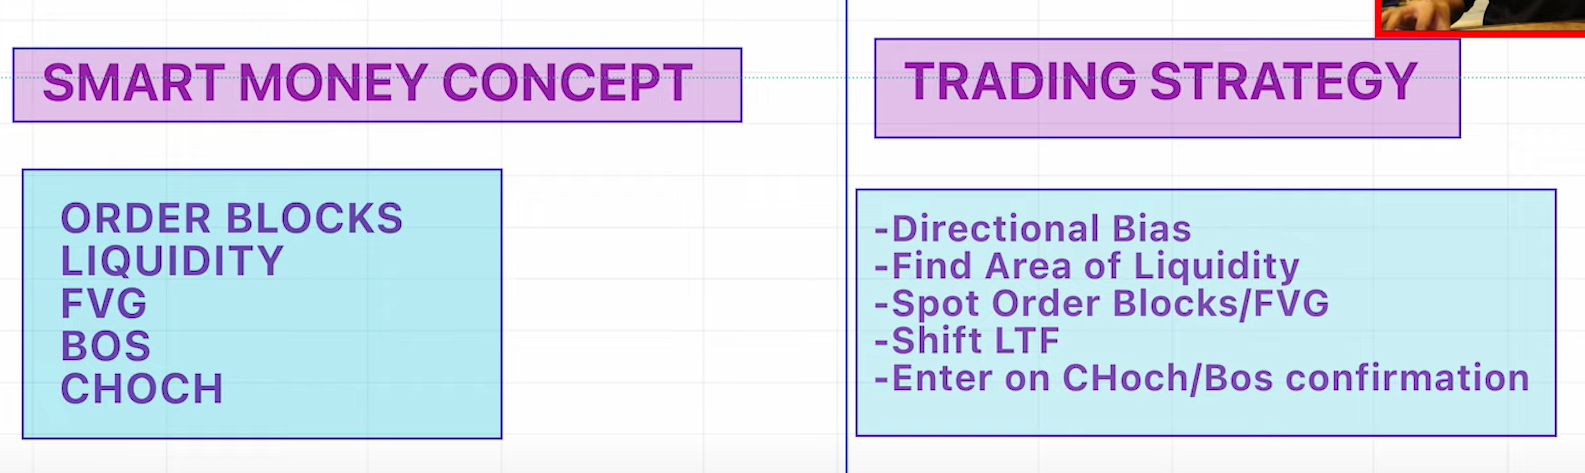 SMART MONEY CONCEPT
ORDER BLOCKS
LIQUIDITY
FVG
BOS
CHOCH
TRADING STRATEGY
-Directional Bias
-Find Area of Liquidity
-Spot Order Blocks/FVG
-Shift LTF
-Enter on CHoch/Bos confirmation